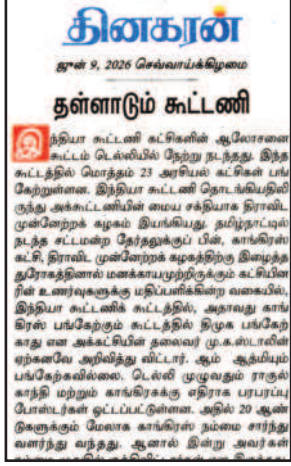 தினகரன்
ஜுன் 9, 2026 செவ்வாய்க்கிழமை
தள்ளாடும் கூட்டணி
இந்தியா கூட்டணி கட்சிகளின் ஆலோசனை
கூட்டம் டெல்லியில் நேற்று நடந்தது. இந்த
கூட்டத்தில் மொத்தம் 23 அரசியல் கட்சிகள் பங்
கேற்றுள்ளன. இந்தியா கூட்டணி தொடங்கியதிலி
ருந்து அக்கூட்டணியின் மைய சக்தியாக திராவிட
முன்னேற்றக் கழகம் இயங்கியது. தமிழ்நாட்டில்
நடந்த சட்டமன்ற தேர்தலுக்குப் பின், காங்கிரஸ்
கட்சி, திராவிட முன்னேற்றக் கழகத்திற்கு இழைத்த
துரோகத்தினால் மனக்காயமுற்றிருக்கும் கட்சியின
ரின் உணர்வுகளுக்கு மதிப்பளிக்கின்ற வகையில்,
இந்தியா கூட்டணிக் கூட்டத்தில், அதாவது காங்
கிரஸ் பங்கேற்கும் கூட்டத்தில் திமுக பங்கேற்
காது என அக்கட்சியின் தலைவர் மு.க.ஸ்டாலின்
ஏற்கனவே அறிவித்து விட்டார். ஆம் ஆத்மியும்
பங்கேற்கவில்லை. டெல்லி முழுவதும் ராகுல்
காந்தி மற்றும் காங்கிரசுக்கு எதிராக பரபரப்பு
போஸ்டர்கள் ஒட்டப்பட்டுள்ளன. அதில் 20 ஆண்
டுகளுக்கும் மேலாக காங்கிரஸ் நம்மை சார்ந்து
வளர்ந்து வந்தது. ஆனால் இன்று அவர்கள்